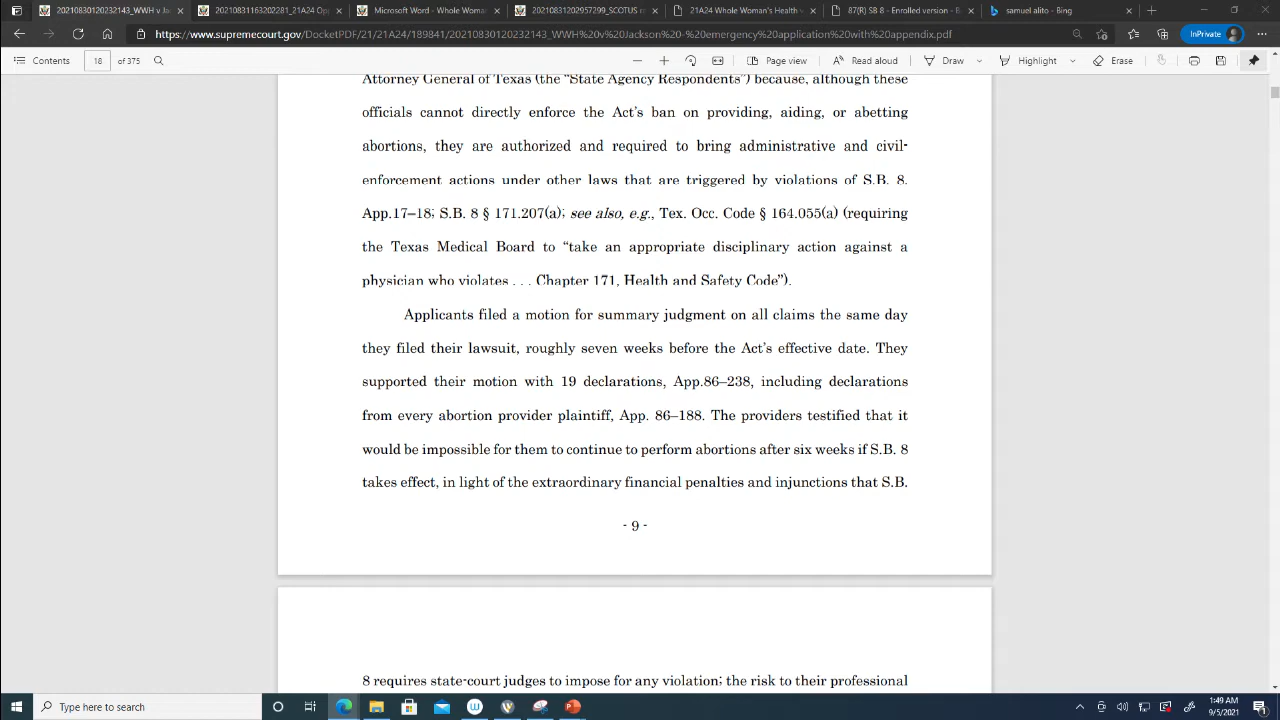 20210830120232143_WWH v Ja
20210831163202281_21A24 Op
Microsoft Word - Whole Woma
20210831202957299_SCOTUS r
21A24 Whole Woman's Health v
87(R) SB 8 - Enrolled version - B
samuel alito - Bing
https://www.supremecourt.gov/DocketPDF/21/21A24/189841/20210830120232143_WWH%20v%20Jackson%20-%20emergency%20application%20with%20appendix.pdf
InPrivate
Contents
18 of 375
Page view
Read aloud
Draw
Highlight
Erase
Attorney General of Texas (the “State Agency Respondents”) because, although these
officials cannot directly enforce the Act’s ban on providing, aiding, or abetting
abortions, they are authorized and required to bring administrative and civil-
enforcement actions under other laws that are triggered by violations of S.B. 8.
App.17–18; S.B. 8 § 171.207(a); see also, e.g., Tex. Occ. Code § 164.055(a) (requiring
the Texas Medical Board to “take an appropriate disciplinary action against a
physician who violates . . . Chapter 171, Health and Safety Code”).
Applicants filed a motion for summary judgment on all claims the same day
they filed their lawsuit, roughly seven weeks before the Act’s effective date. They
supported their motion with 19 declarations, App.86–238, including declarations
from every abortion provider plaintiff, App. 86–188. The providers testified that it
would be impossible for them to continue to perform abortions after six weeks if S.B. 8
takes effect, in light of the extraordinary financial penalties and injunctions that S.B.
- 9 -
8 requires state-court judges to impose for any violation; the risk to their professional
Type here to search
1:49 AM
9/5/2021